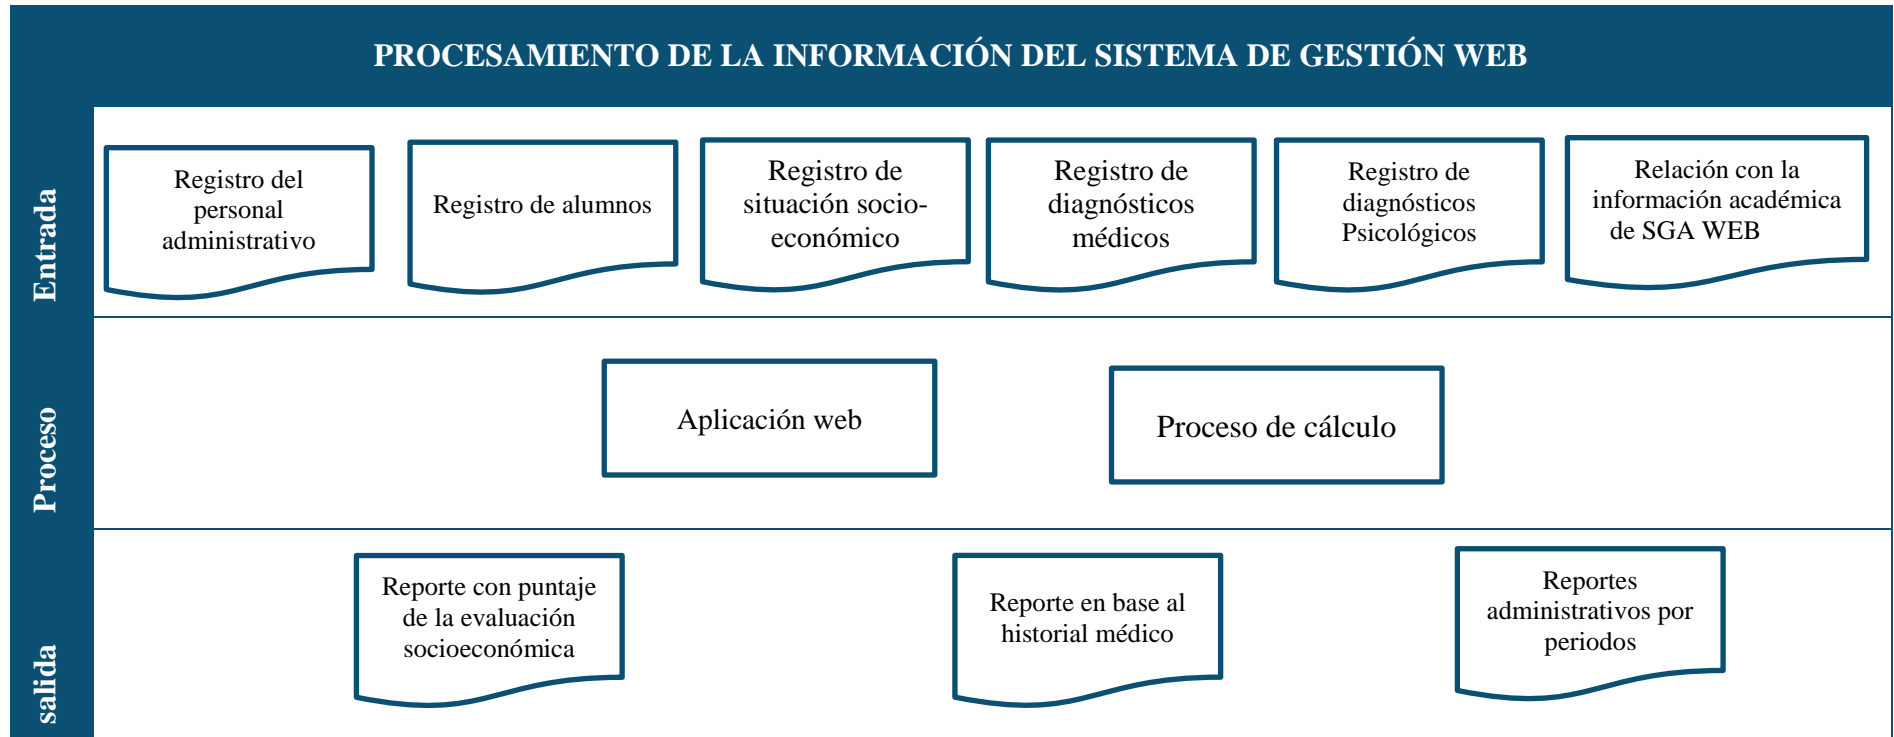 PROCESAMIENTO DE LA INFORMACIÓN DEL SISTEMA DE GESTIÓN WEB
Entrada
Registro del
personal
administrativo
Registro de alumnos
Registro de
situación socio-
económico
Registro de
diagnósticos
médicos
Registro de
diagnósticos
Psicológicos
Relación con la
información académica
de SGA WEB
Proceso
Aplicación web
Proceso de cálculo
salida
Reporte con puntaje
de la evaluación
socioeconómica
Reporte en base al
historial médico
Reportes
administrativos por
periodos